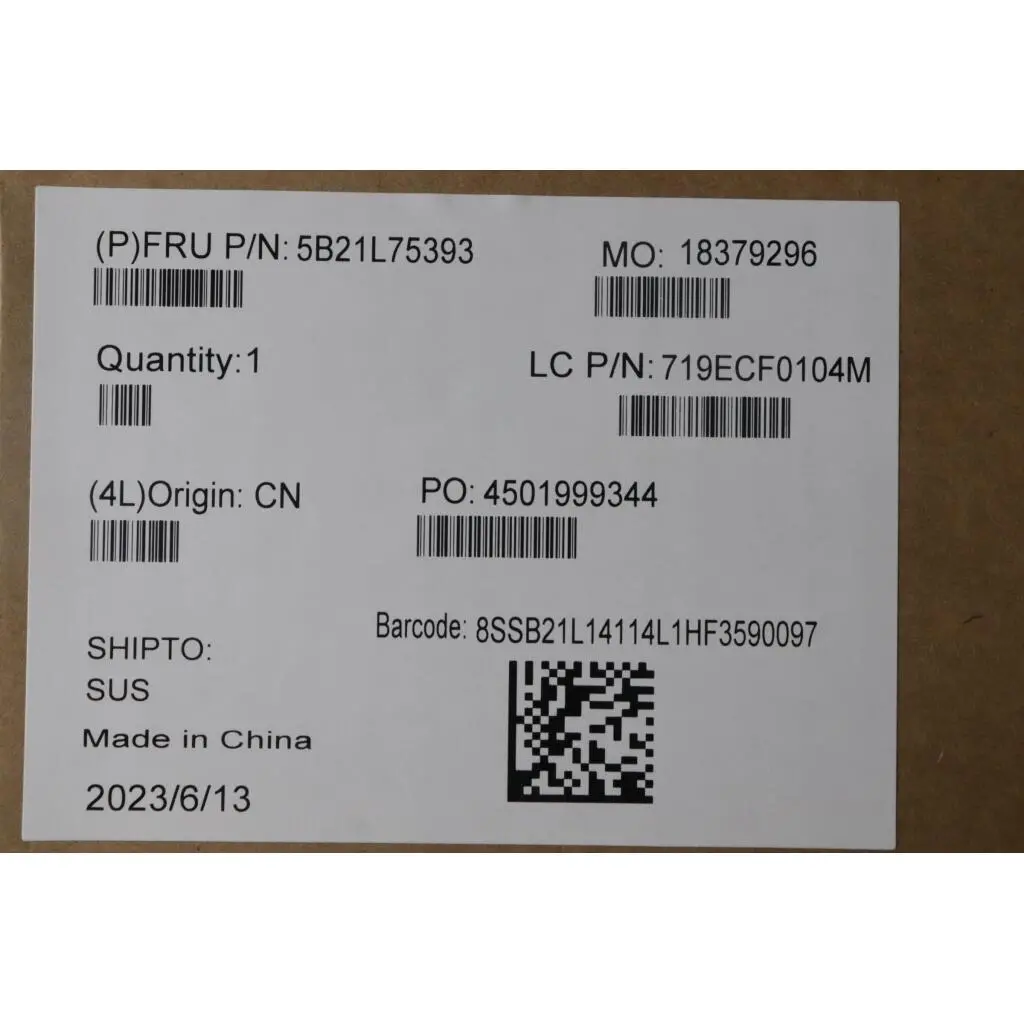 (P)FRU P/N: 5B21L75393
MO: 18379296
Quantity:1
LC P/N: 719ECF0104M
(4L)Origin: CN
PO: 4501999344
Barcode: 8SSB21L14114L1HF3590097
SHIPTO:
SUS
Made in China
2023/6/13